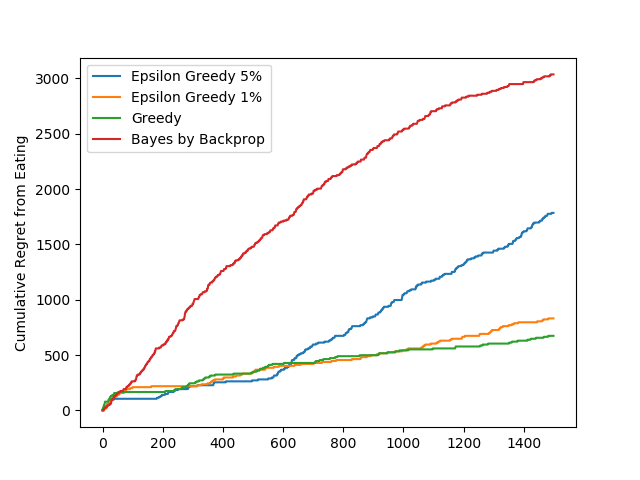 Epsilon Greedy 5%
Epsilon Greedy 1%
Greedy
Bayes by Backprop
Cumulative Regret from Eating
3000
2500
2000
1500
1000
500
0
0 200 400 600 800 1000 1200 1400